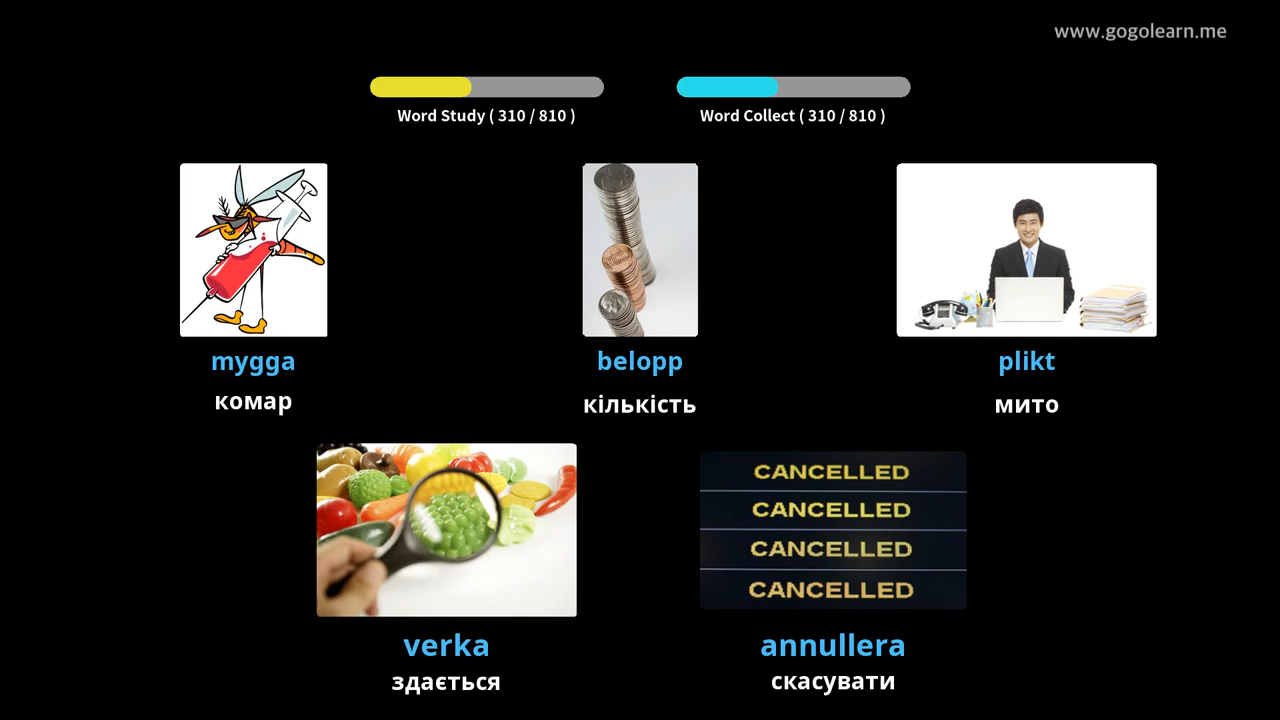 www.gogolearn.me
Word Study ( 310 / 810 )
Word Collect ( 310 / 810 )
mygga
belopp
plikt
комар
кількість
мито
CANCELLED
CANCELLED
CANCELLED
CANCELLED
verka
annullera
здається
скасувати